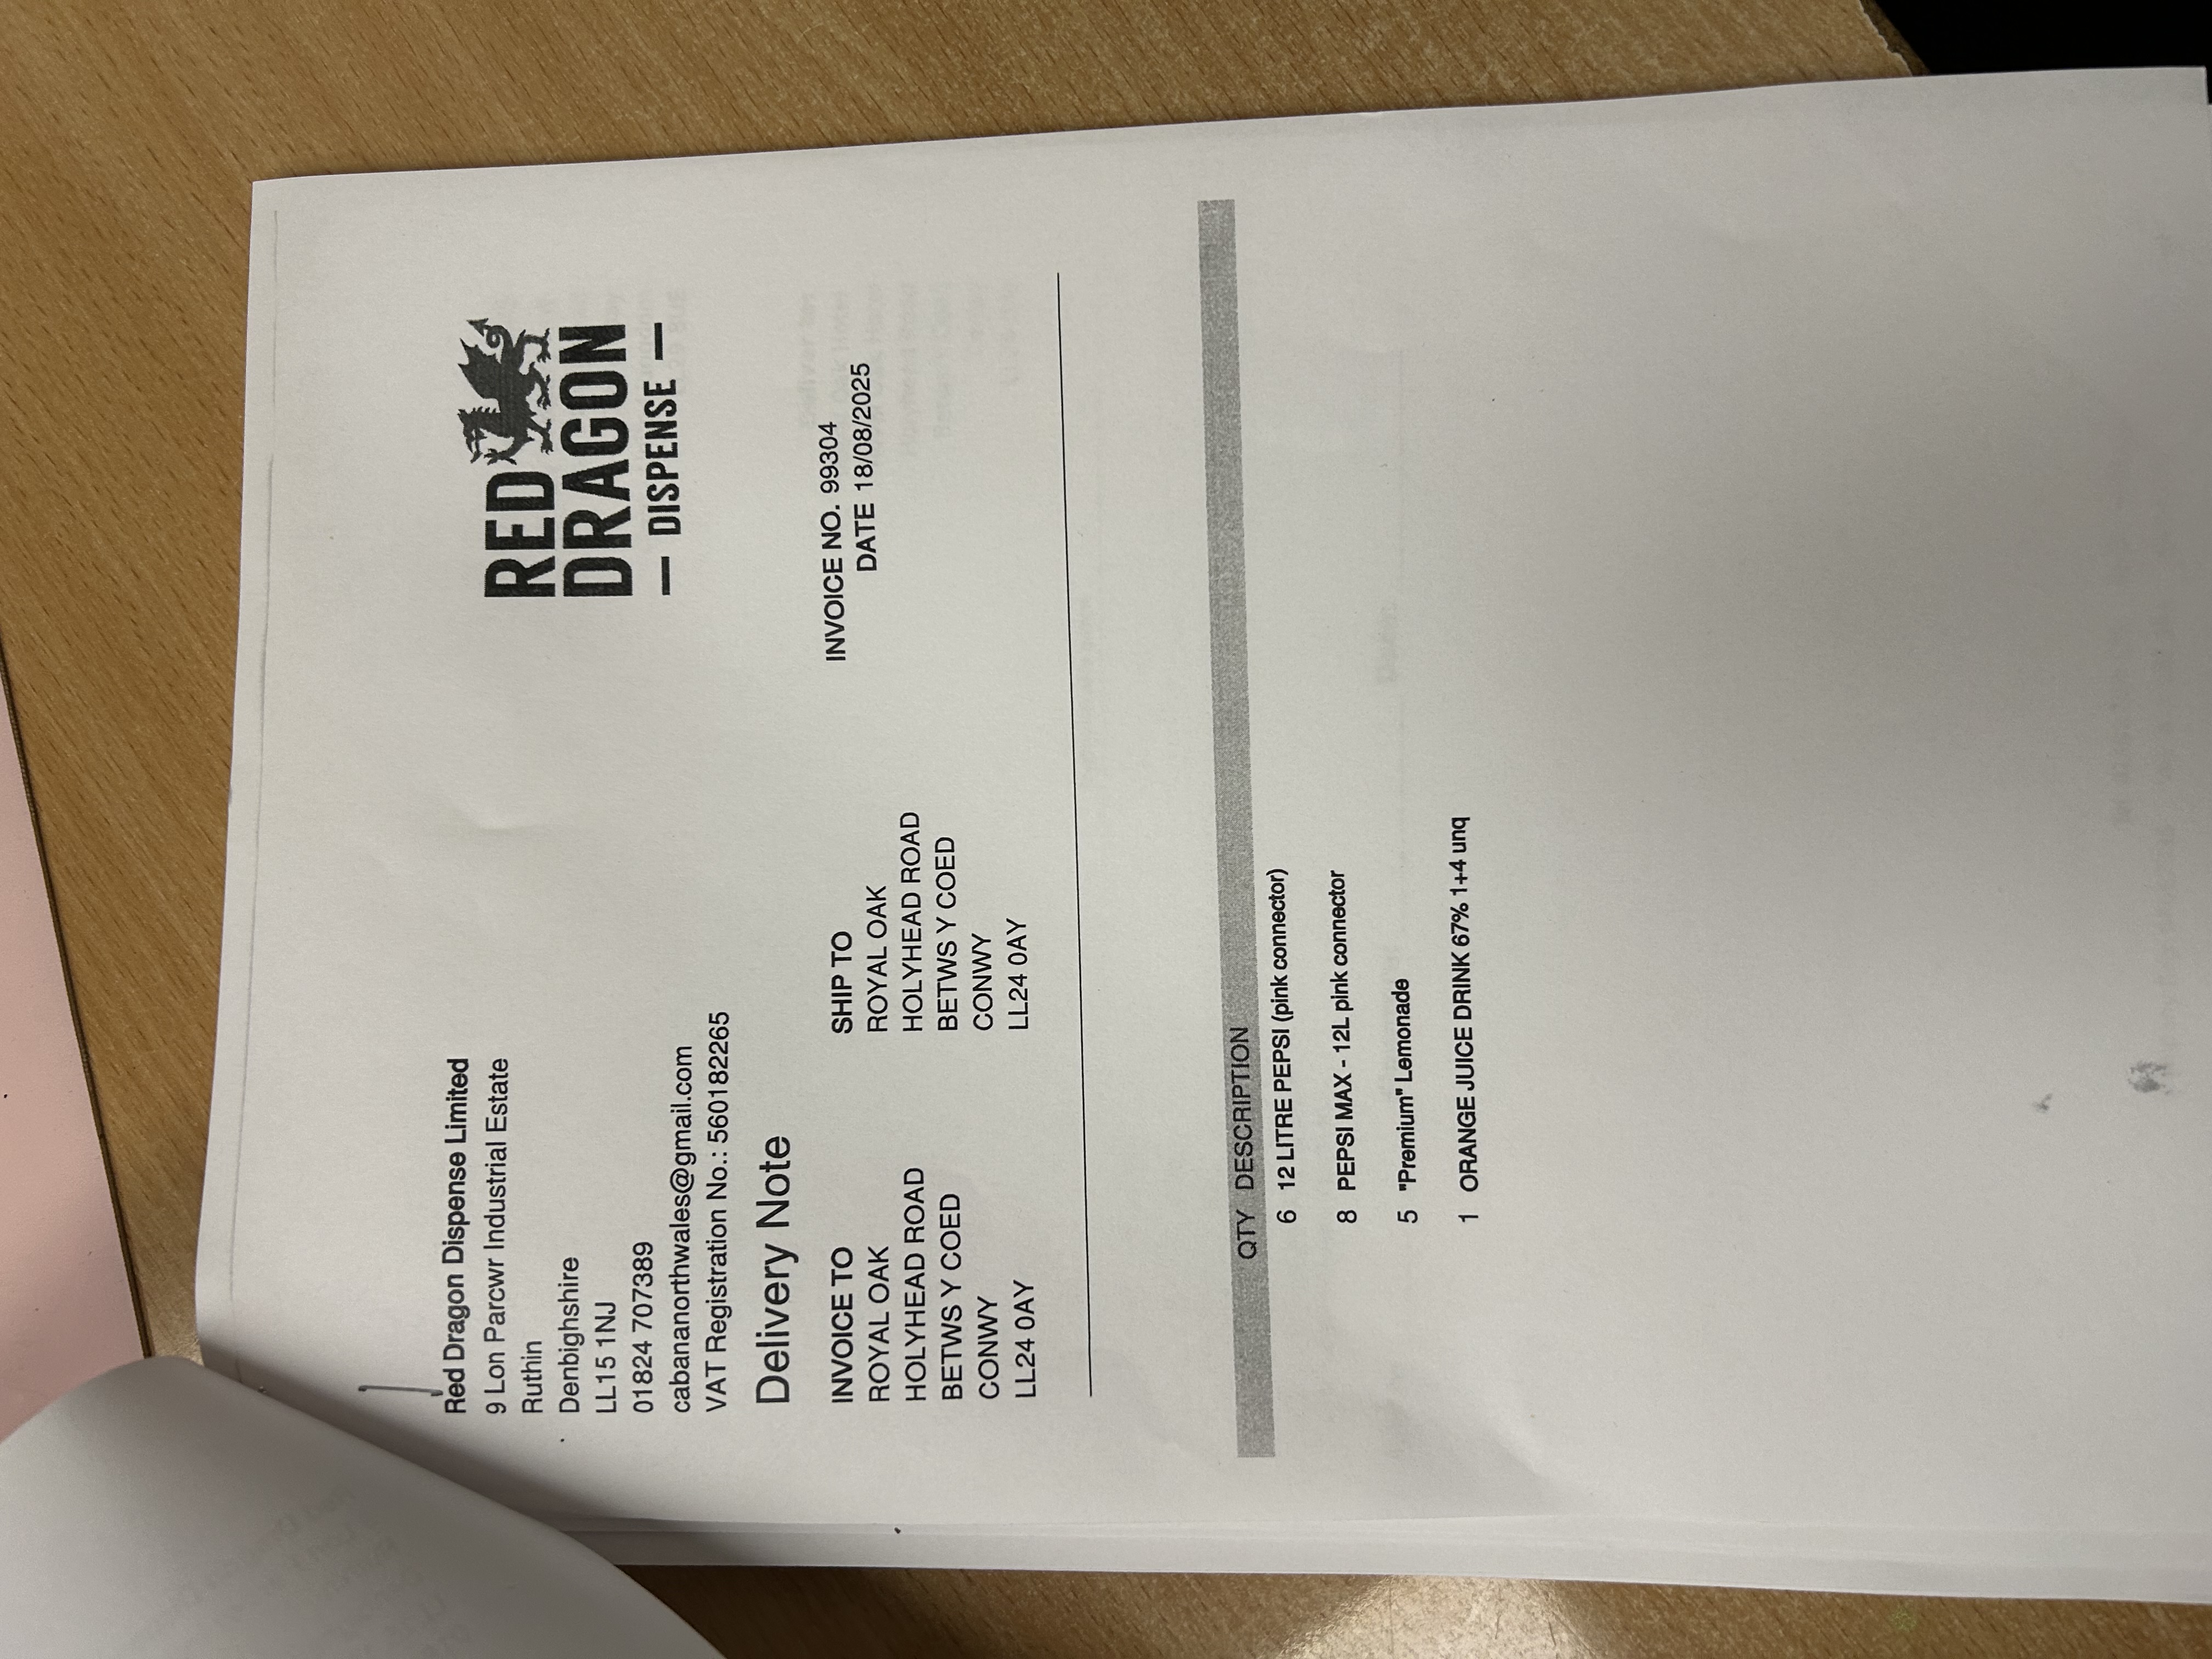 Red Dragon Dispense Limited
9 Lon Parcwr Industrial Estate
Ruthin
Denbighshire
LL15 1NJ
01824 707389
cabananorthwales@gmail.com
VAT Registration No.: 560182265
RED
DRAGON
— DISPENSE —
Delivery Note
INVOICE TO
ROYAL OAK
HOLYHEAD ROAD
BETWS Y COED
CONWY
LL24 0AY
SHIP TO
ROYAL OAK
HOLYHEAD ROAD
BETWS Y COED
CONWY
LL24 0AY
INVOICE NO. 99304
DATE 18/08/2025
QTY DESCRIPTION
6 12 LITRE PEPSI (pink connector)
8 PEPSI MAX - 12L pink connector
5 "Premium" Lemonade
1 ORANGE JUICE DRINK 67% 1+4 unq